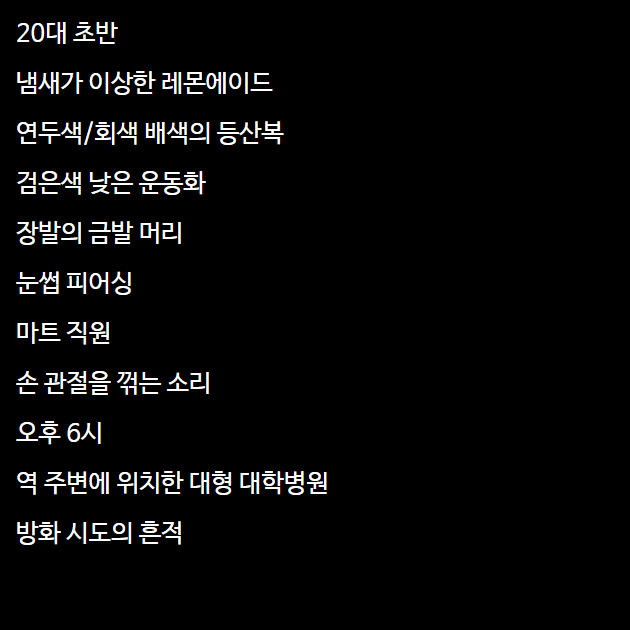 20대 초반
냄새가 이상한 레몬에이드
연두색/회색 배색의 등산복
검은색 낮은 운동화
장발의 금발 머리
눈썹 피어싱
마트 직원
손 관절을 꺾는 소리
오후 6시
역 주변에 위치한 대형 대학병원
방화 시도의 흔적